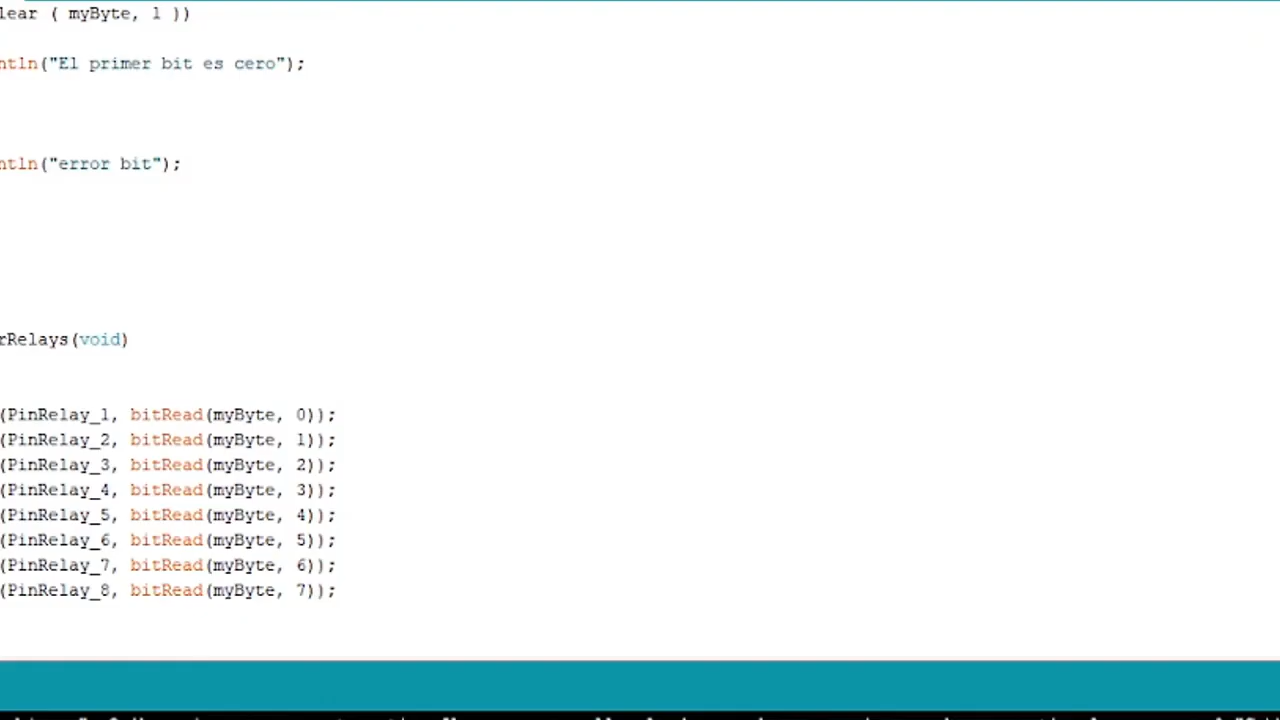 lear ( myByte, 1 ))
ntln("El primer bit es cero");
ntln("error bit");
rRelays(void)
(PinRelay_1, bitRead(myByte, 0));
(PinRelay_2, bitRead(myByte, 1));
(PinRelay_3, bitRead(myByte, 2));
(PinRelay_4, bitRead(myByte, 3));
(PinRelay_5, bitRead(myByte, 4));
(PinRelay_6, bitRead(myByte, 5));
(PinRelay_7, bitRead(myByte, 6));
(PinRelay_8, bitRead(myByte, 7));